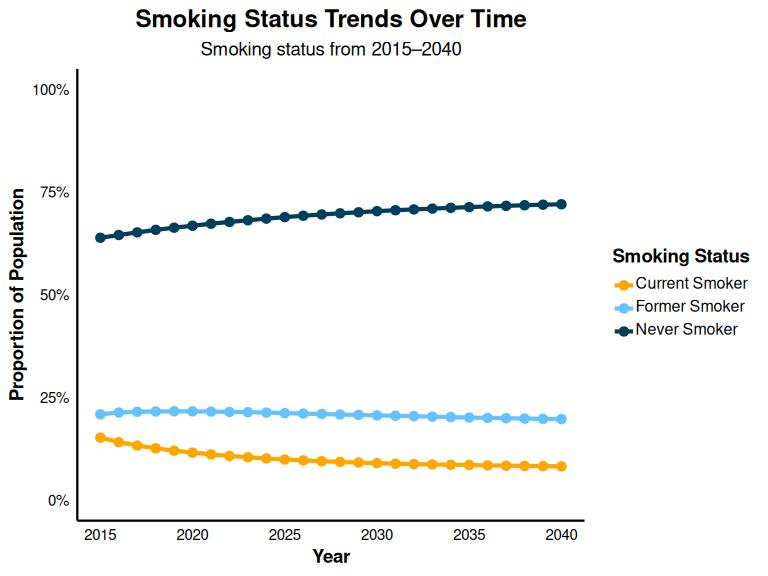 Smoking Status Trends Over Time
Smoking status from 2015–2040
Proportion of Population
100%
75%
50%
25%
0%
2015 2020 2025 2030 2035 2040
Year
Smoking Status
Current Smoker
Former Smoker
Never Smoker